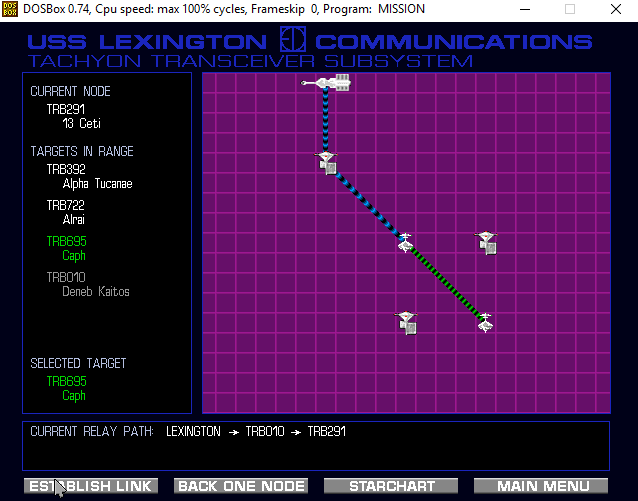 DOS
BOX
DOSBox 0.74, Cpu speed: max 100% cycles, Frameskip 0, Program: MISSION
USS LEXINGTON COMMUNICATIONS
TACHYON TRANSCEIVER SUBSYSTEM
CURRENT NODE
TRB291
13 Ceti
TARGETS IN RANGE
TRB392
Alpha Tucanae
TRB722
Alrai
TRB695
Caph
TRB010
Deneb Kaitos
SELECTED TARGET
TRB695
Caph
CURRENT RELAY PATH: LEXINGTON → TRB010 → TRB291
ESTABLISH LINK BACK ONE NODE STARCHART MAIN MENU